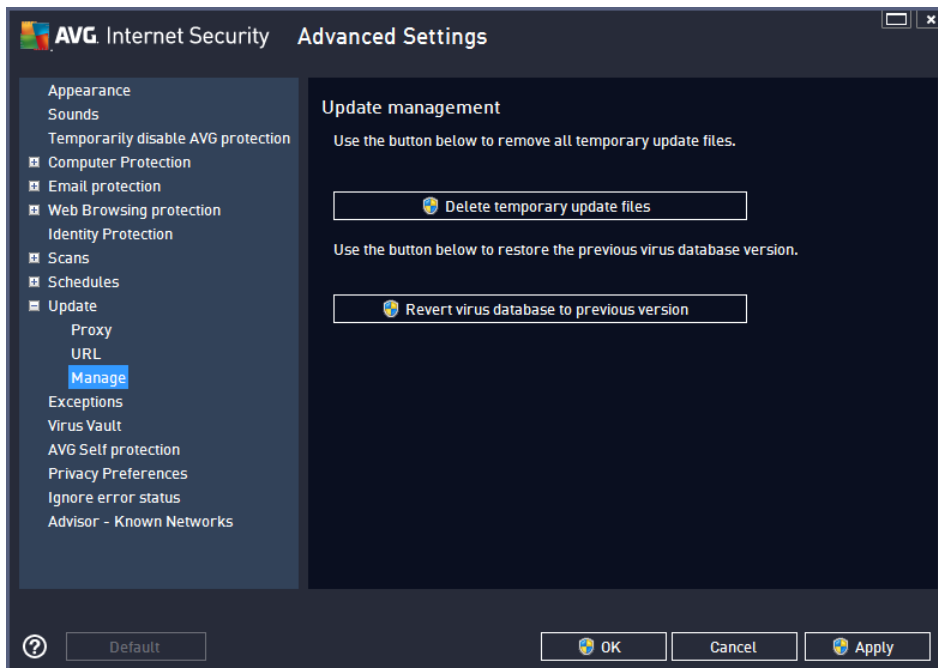 AVG. Internet Security Advanced Settings
Appearance
Sounds
Temporarily disable AVG protection
Computer Protection
Email protection
Web Browsing protection
Identity Protection
Scans
Schedules
Update
Proxy
URL
Manage
Exceptions
Virus Vault
AVG Self protection
Privacy Preferences
Ignore error status
Advisor - Known Networks
Update management
Use the button below to remove all temporary update files.
Delete temporary update files
Use the button below to restore the previous virus database version.
Revert virus database to previous version
Default
OK
Cancel
Apply